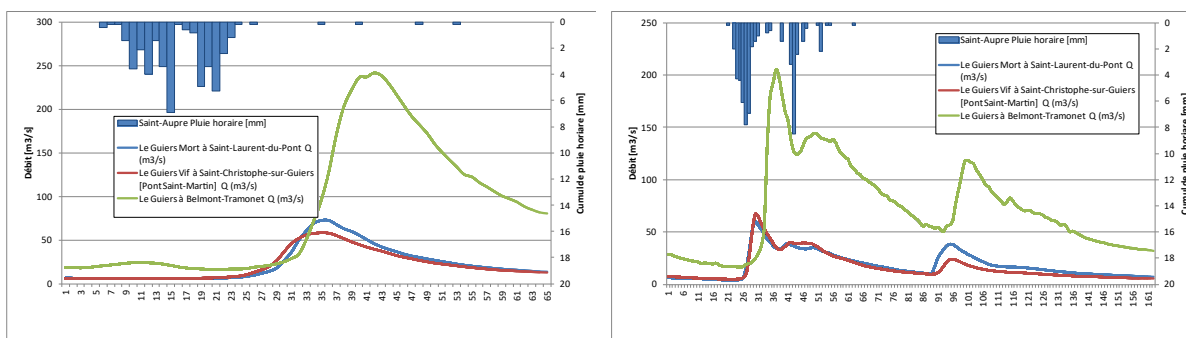 300
250
200
150
100
50
0
0
2
4
6
8
10
12
14
16
18
20
Débit [m3/s]
Cumul de pluie horiare [mm]
Saint-Aupre Pluie horaire [mm]
Le Guiers Mort à Saint-Laurent-du-Pont Q
(m3/s)
Le Guiers Vif à Saint-Christophe-sur-Guiers
[Pont Saint-Martin] Q (m3/s)
Le Guiers à Belmont-Tramonet Q (m3/s)
1 3 5 7 9 11 13 15 17 19 21 23 25 27 29 31 33 35 37 39 41 43 45 47 49 51 53 55 57 59 61 63 65
250
200
150
100
50
0
0
2
4
6
8
10
12
14
16
18
20
Débit [m3/s]
Cumul de pluie horiare [mm]
Saint-Aupre Pluie horaire [mm]
Le Guiers Mort à Saint-Laurent-du-Pont Q
(m3/s)
Le Guiers Vif à Saint-Christophe-sur-Guiers
[Pont Saint-Martin] Q (m3/s)
Le Guiers à Belmont-Tramonet Q (m3/s)
1 6 11 16 21 26 31 36 41 46 51 56 61 66 71 76 81 86 91 96 101 106 111 116 121 126 131 136 141 146 151 156 161